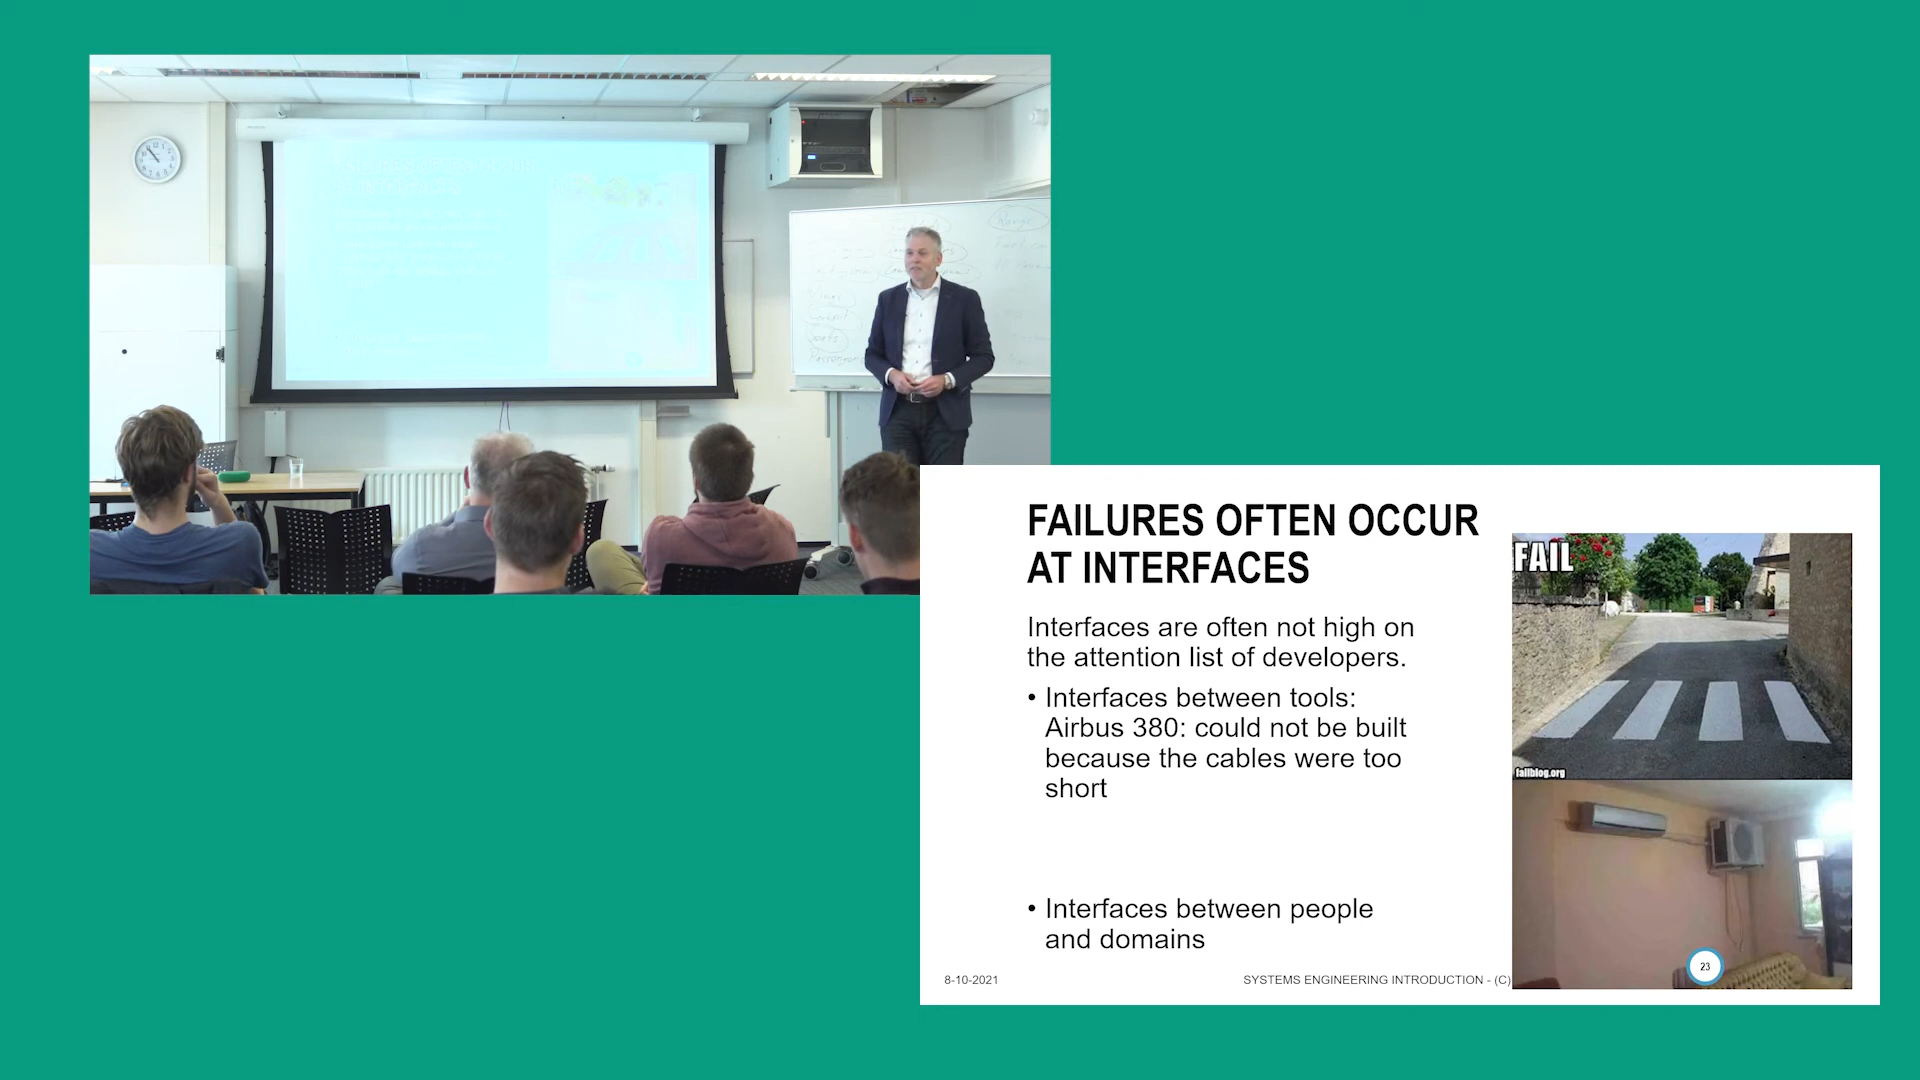 FAILURES OFTEN OCCUR
AT INTERFACES
Interfaces are often not high on
the attention list of developers.
• Interfaces between tools:
Airbus 380: could not be built
because the cables were too
short
• Interfaces between people
and domains
8-10-2021
SYSTEMS ENGINEERING INTRODUCTION - (C)
23
FAIL
failblog.org
Range